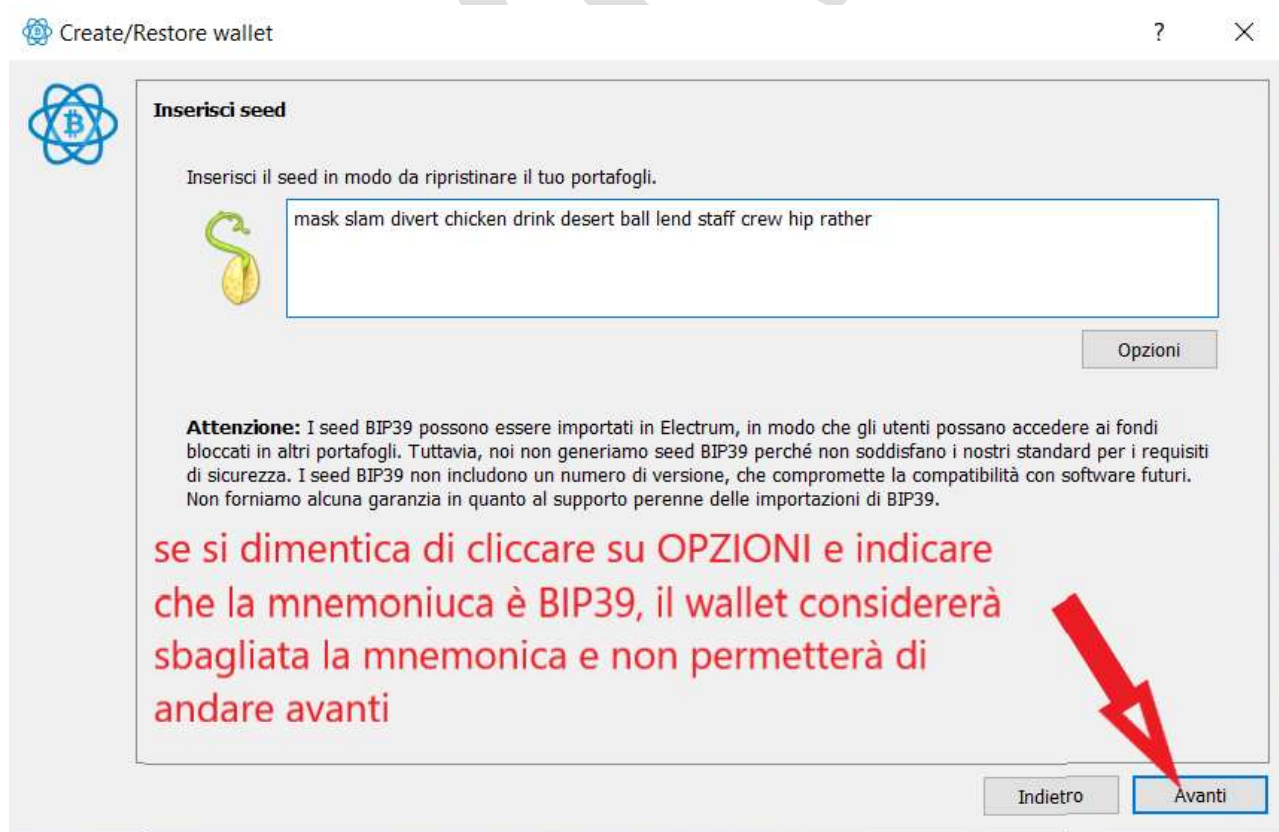 Create/Restore wallet
?
Inserisci seed
Inserisci il seed in modo da ripristinare il tuo portafogli.
mask slam divert chicken drink desert ball lend staff crew hip rather
Opzioni
Attenzione: I seed BIP39 possono essere importati in Electrum, in modo che gli utenti possano accedere ai fondi
bloccati in altri portafogli. Tuttavia, noi non generiamo seed BIP39 perché non soddisfano i nostri standard per i requisiti
di sicurezza. I seed BIP39 non includono un numero di versione, che compromette la compatibilità con software futuri.
Non forniamo alcuna garanzia in quanto al supporto perenne delle importazioni di BIP39.
se si dimentica di cliccare su OPZIONI e indicare
che la mnemoniuca è BIP39, il wallet considererà
sbagliata la mnemonica e non permetterà di
andare avanti
Indietro
Avanti